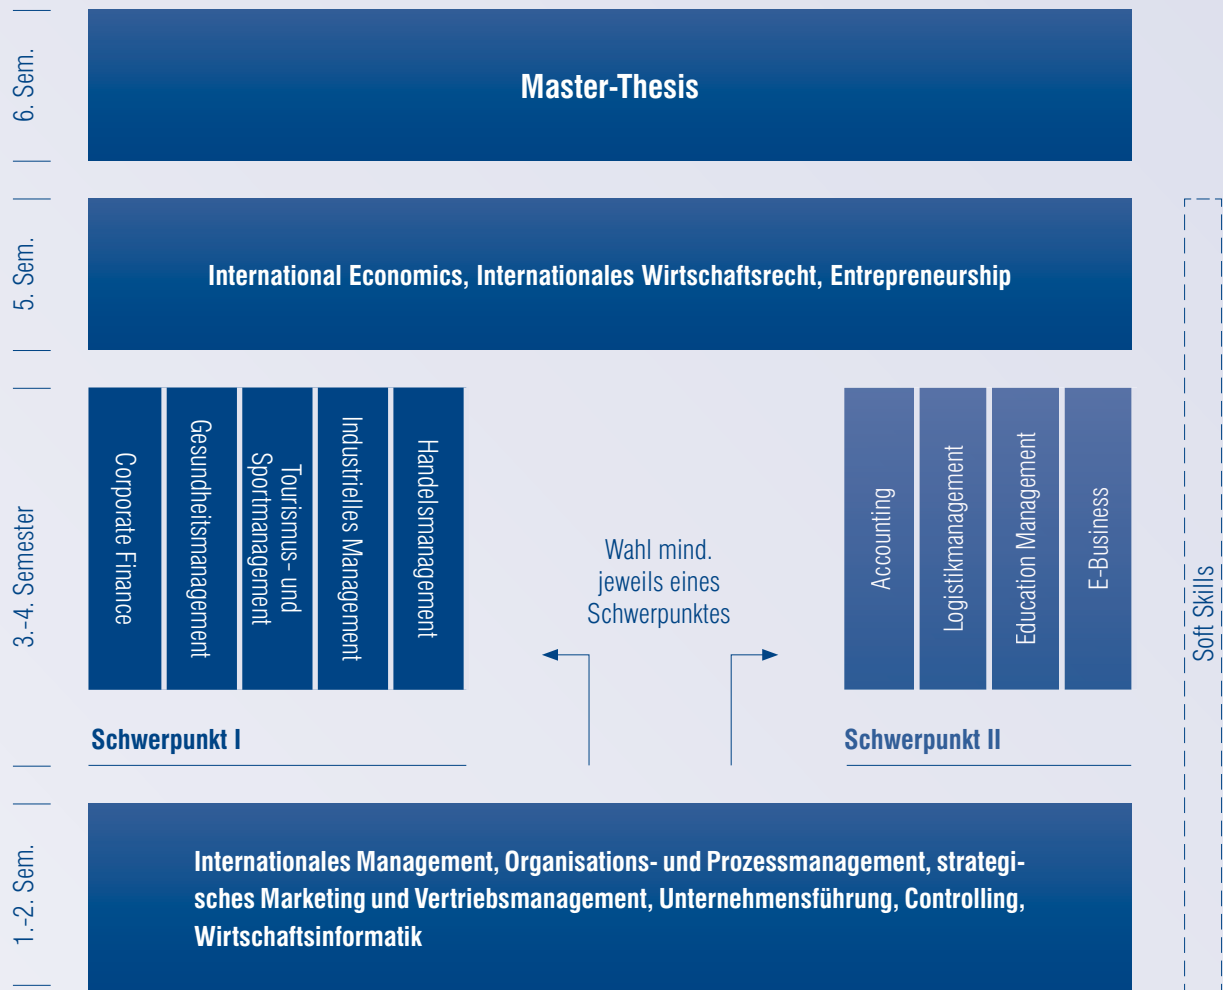 6. Sem.
Master-Thesis
5. Sem.
International Economics, Internationales Wirtschaftsrecht, Entrepreneurship
3.-4. Semester
Corporate Finance
Gesundheitsmanagement
Tourismus- und
Sportmanagement
Industrielles Management
Handelsmanagement
Wahl mind.
jeweils eines
Schwerpunktes
Accounting
Logistikmanagement
Education Management
E-Business
Soft Skills
Schwerpunkt I
Schwerpunkt II
1.-2. Sem.
Internationales Management, Organisations- und Prozessmanagement, strategi-
sches Marketing und Vertriebsmanagement, Unternehmensführung, Controlling,
Wirtschaftsinformatik